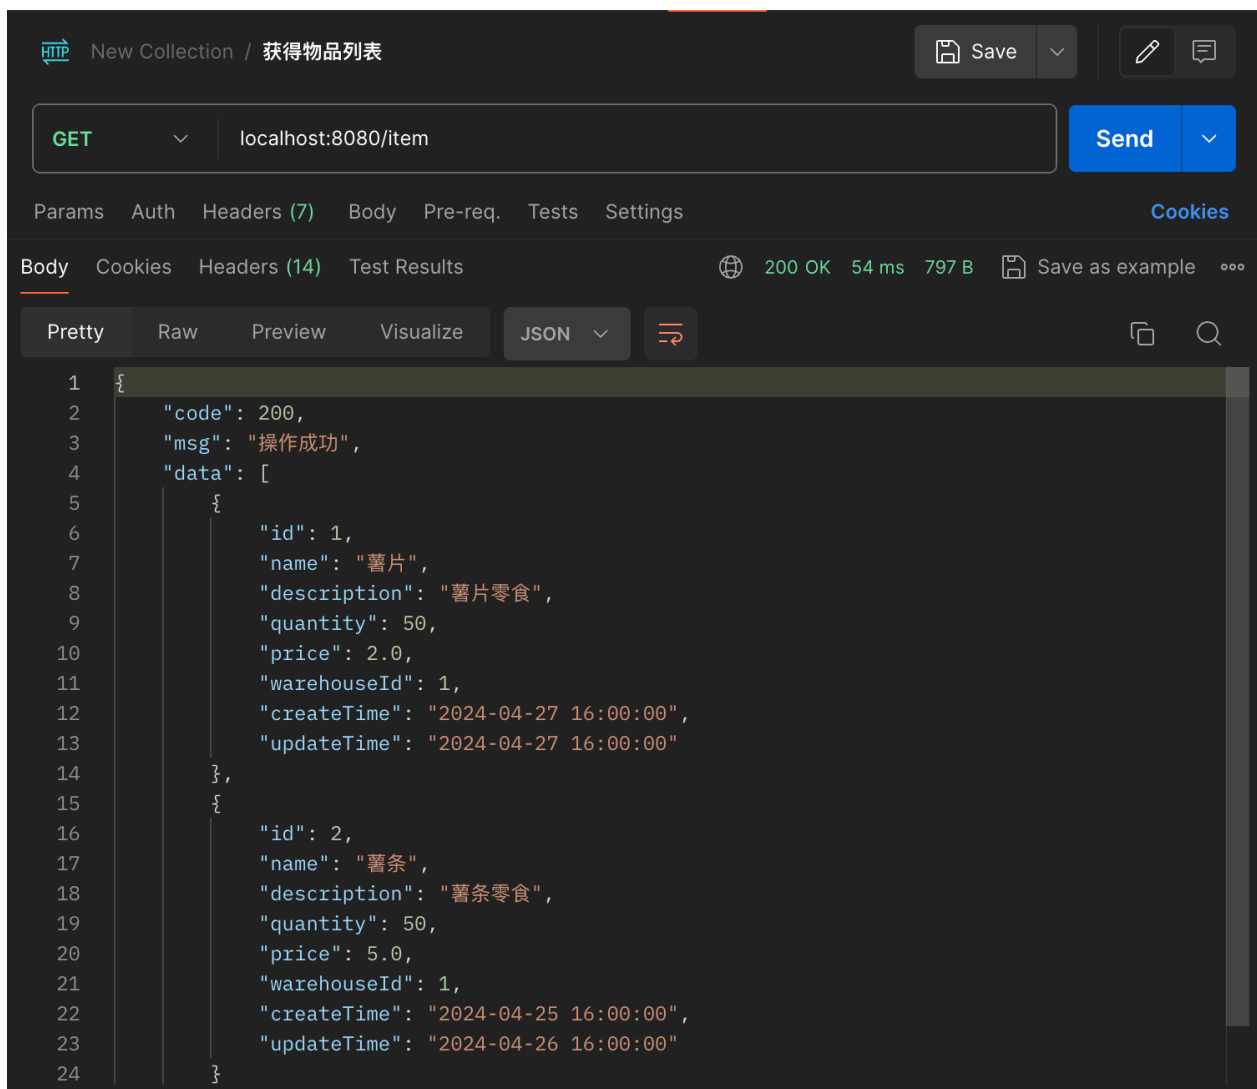 HTTP New Collection / 获得物品列表 Save
GET localhost:8080/item Send
Params Auth Headers (7) Body Pre-req. Tests Settings Cookies
Body Cookies Headers (14) Test Results 200 OK 54 ms 797 B Save as example
Pretty Raw Preview Visualize JSON
1 {
2 "code": 200,
3 "msg": "操作成功",
4 "data": [
5 {
6 "id": 1,
7 "name": "薯片",
8 "description": "薯片零食",
9 "quantity": 50,
10 "price": 2.0,
11 "warehouseId": 1,
12 "createTime": "2024-04-27 16:00:00",
13 "updateTime": "2024-04-27 16:00:00"
14 },
15 {
16 "id": 2,
17 "name": "薯条",
18 "description": "薯条零食",
19 "quantity": 50,
20 "price": 5.0,
21 "warehouseId": 1,
22 "createTime": "2024-04-25 16:00:00",
23 "updateTime": "2024-04-26 16:00:00"
24 }